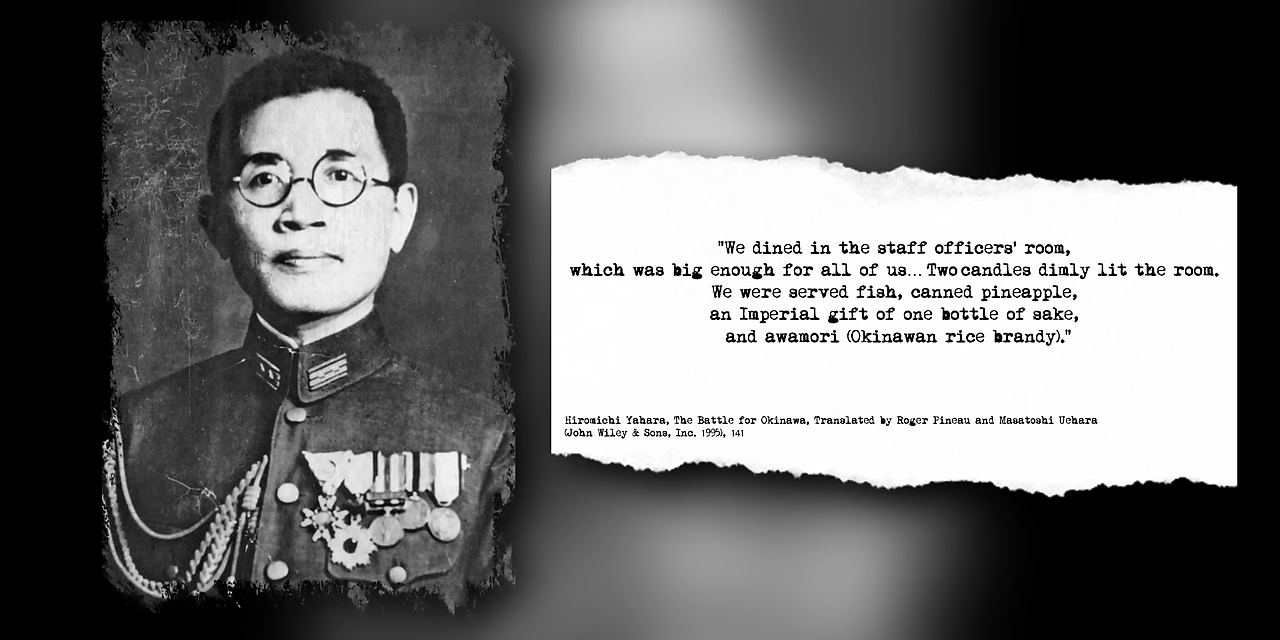 "We dined in the staff officers' room,
which was big enough for all of us... Two candles dimly lit the room.
We were served fish, canned pineapple,
an Imperial gift of one bottle of sake,
and awamori (Okinawan rice brandy)."
Hiromichi Yahara, The Battle for Okinawa, Translated by Roger Pineau and Masatoshi Uehara
(John Wiley & Sons, Inc. 1995), 141